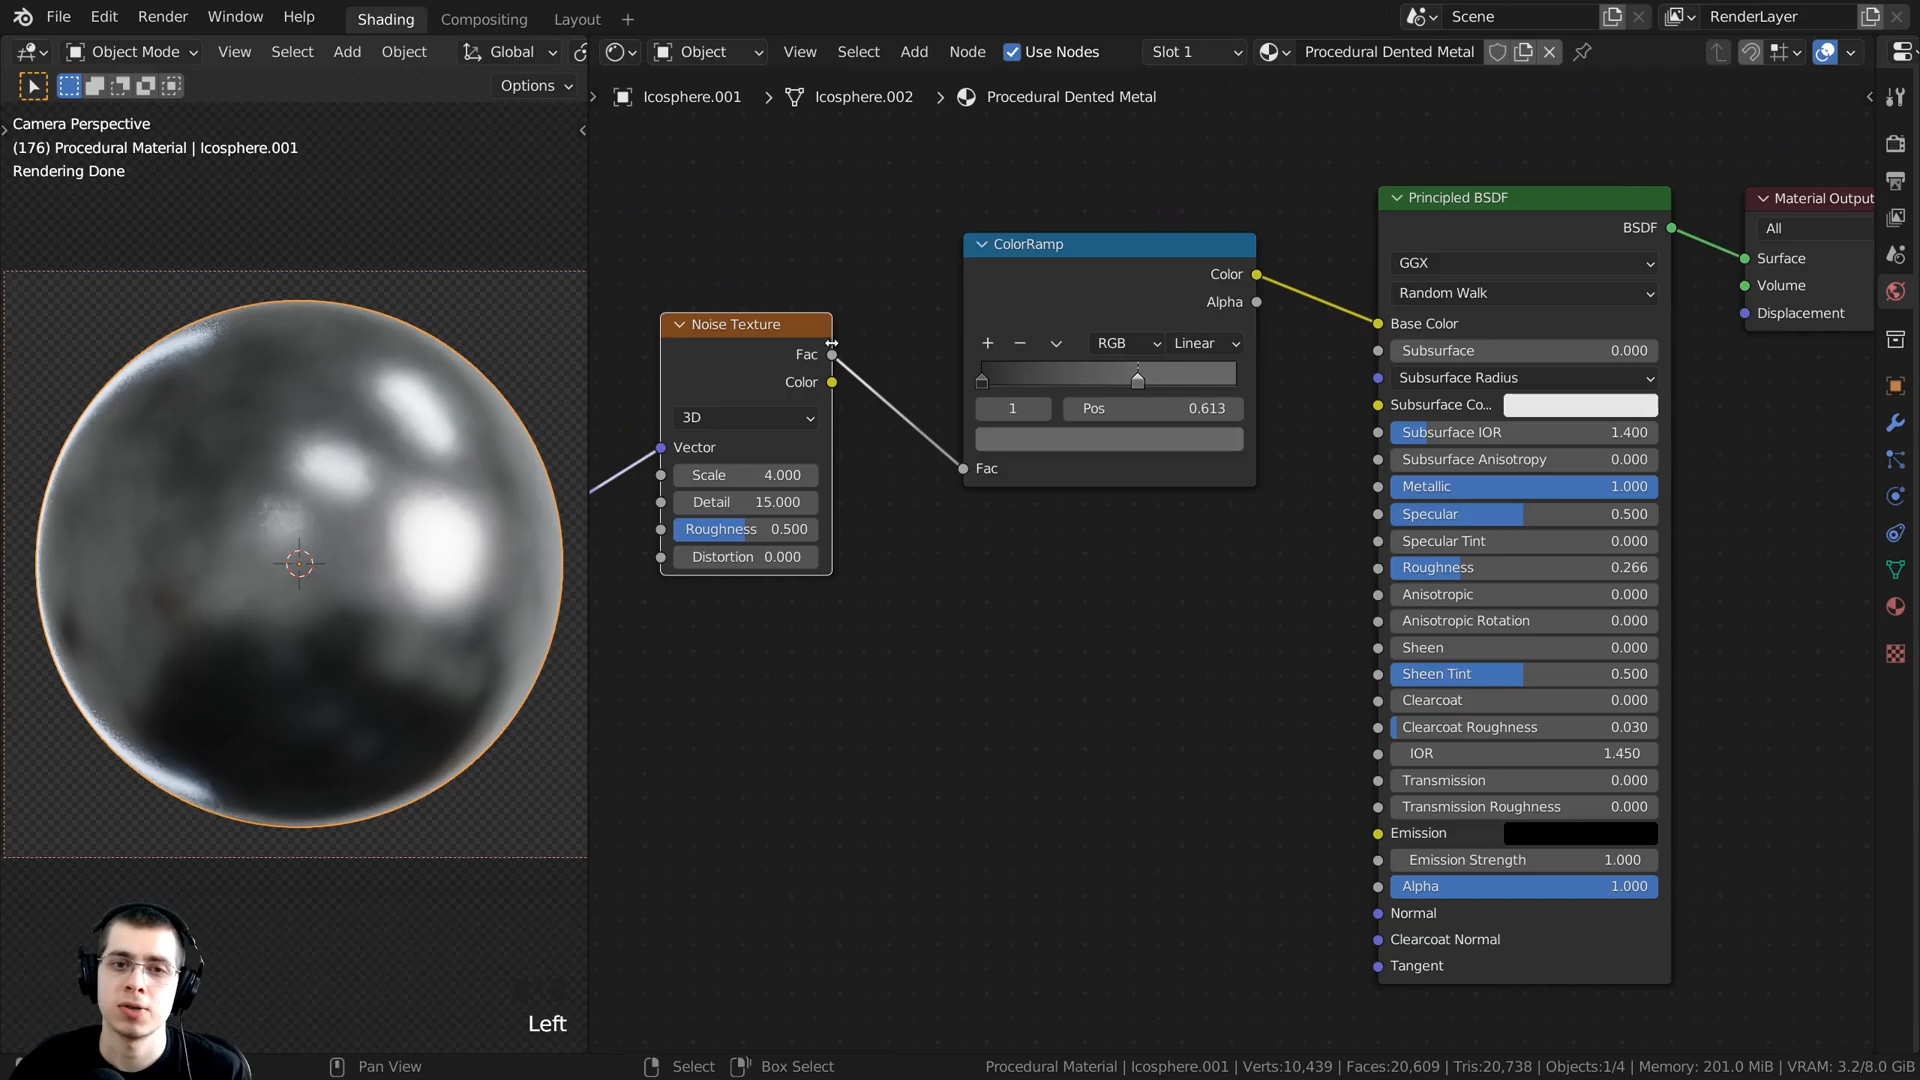 File Edit Render Window Help Shading Compositing Layout + Scene RenderLayer
Object Mode View Select Add Object Global
Object View Select Add Node Use Nodes Slot 1 Procedural Dented Metal
Options
Icosphere.001 > Icosphere.002 > Procedural Dented Metal
Camera Perspective
(176) Procedural Material | Icosphere.001
Rendering Done
Noise Texture
Fac
Color
3D
Vector
Scale 4.000
Detail 15.000
Roughness 0.500
Distortion 0.000
ColorRamp
Color
Alpha
+ − RGB Linear
1 Pos 0.613
Fac
Principled BSDF
BSDF
GGX
Random Walk
Base Color
Subsurface 0.000
Subsurface Radius
Subsurface Co...
Subsurface IOR 1.400
Subsurface Anisotropy 0.000
Metallic 1.000
Specular 0.500
Specular Tint 0.000
Roughness 0.266
Anisotropic 0.000
Anisotropic Rotation 0.000
Sheen 0.000
Sheen Tint 0.500
Clearcoat 0.000
Clearcoat Roughness 0.030
IOR 1.450
Transmission 0.000
Transmission Roughness 0.000
Emission
Emission Strength 1.000
Alpha 1.000
Normal
Clearcoat Normal
Tangent
Material Output
All
Surface
Volume
Displacement
Left
Pan View Select Box Select Procedural Material | Icosphere.001 | Verts:10,439 | Faces:20,609 | Tris:20,738 | Objects:1/4 | Memory: 201.0 MiB | VRAM: 3.2/8.0 GiB